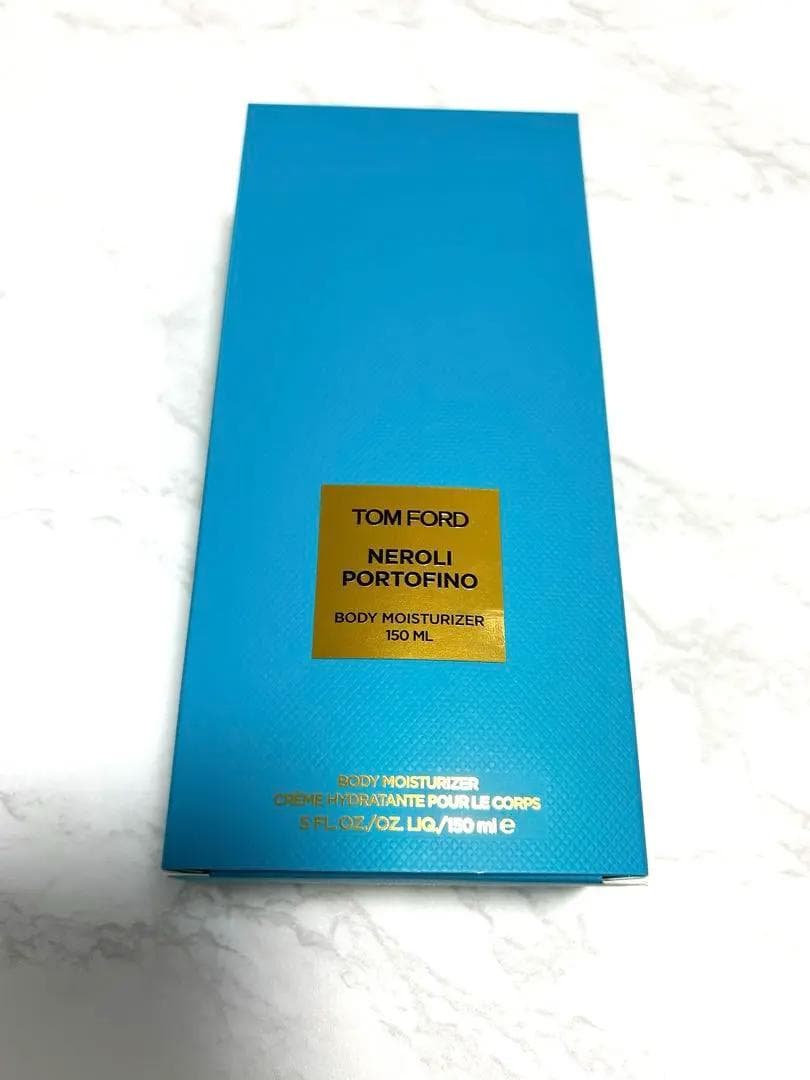 TOM FORD
NEROLI
PORTOFINO
BODY MOISTURIZER
150 ML
BODY MOISTURIZER
CRÈME HYDRATANTE POUR LE CORPS
5 FL.OZ./OZ. LIQ./150 ml e